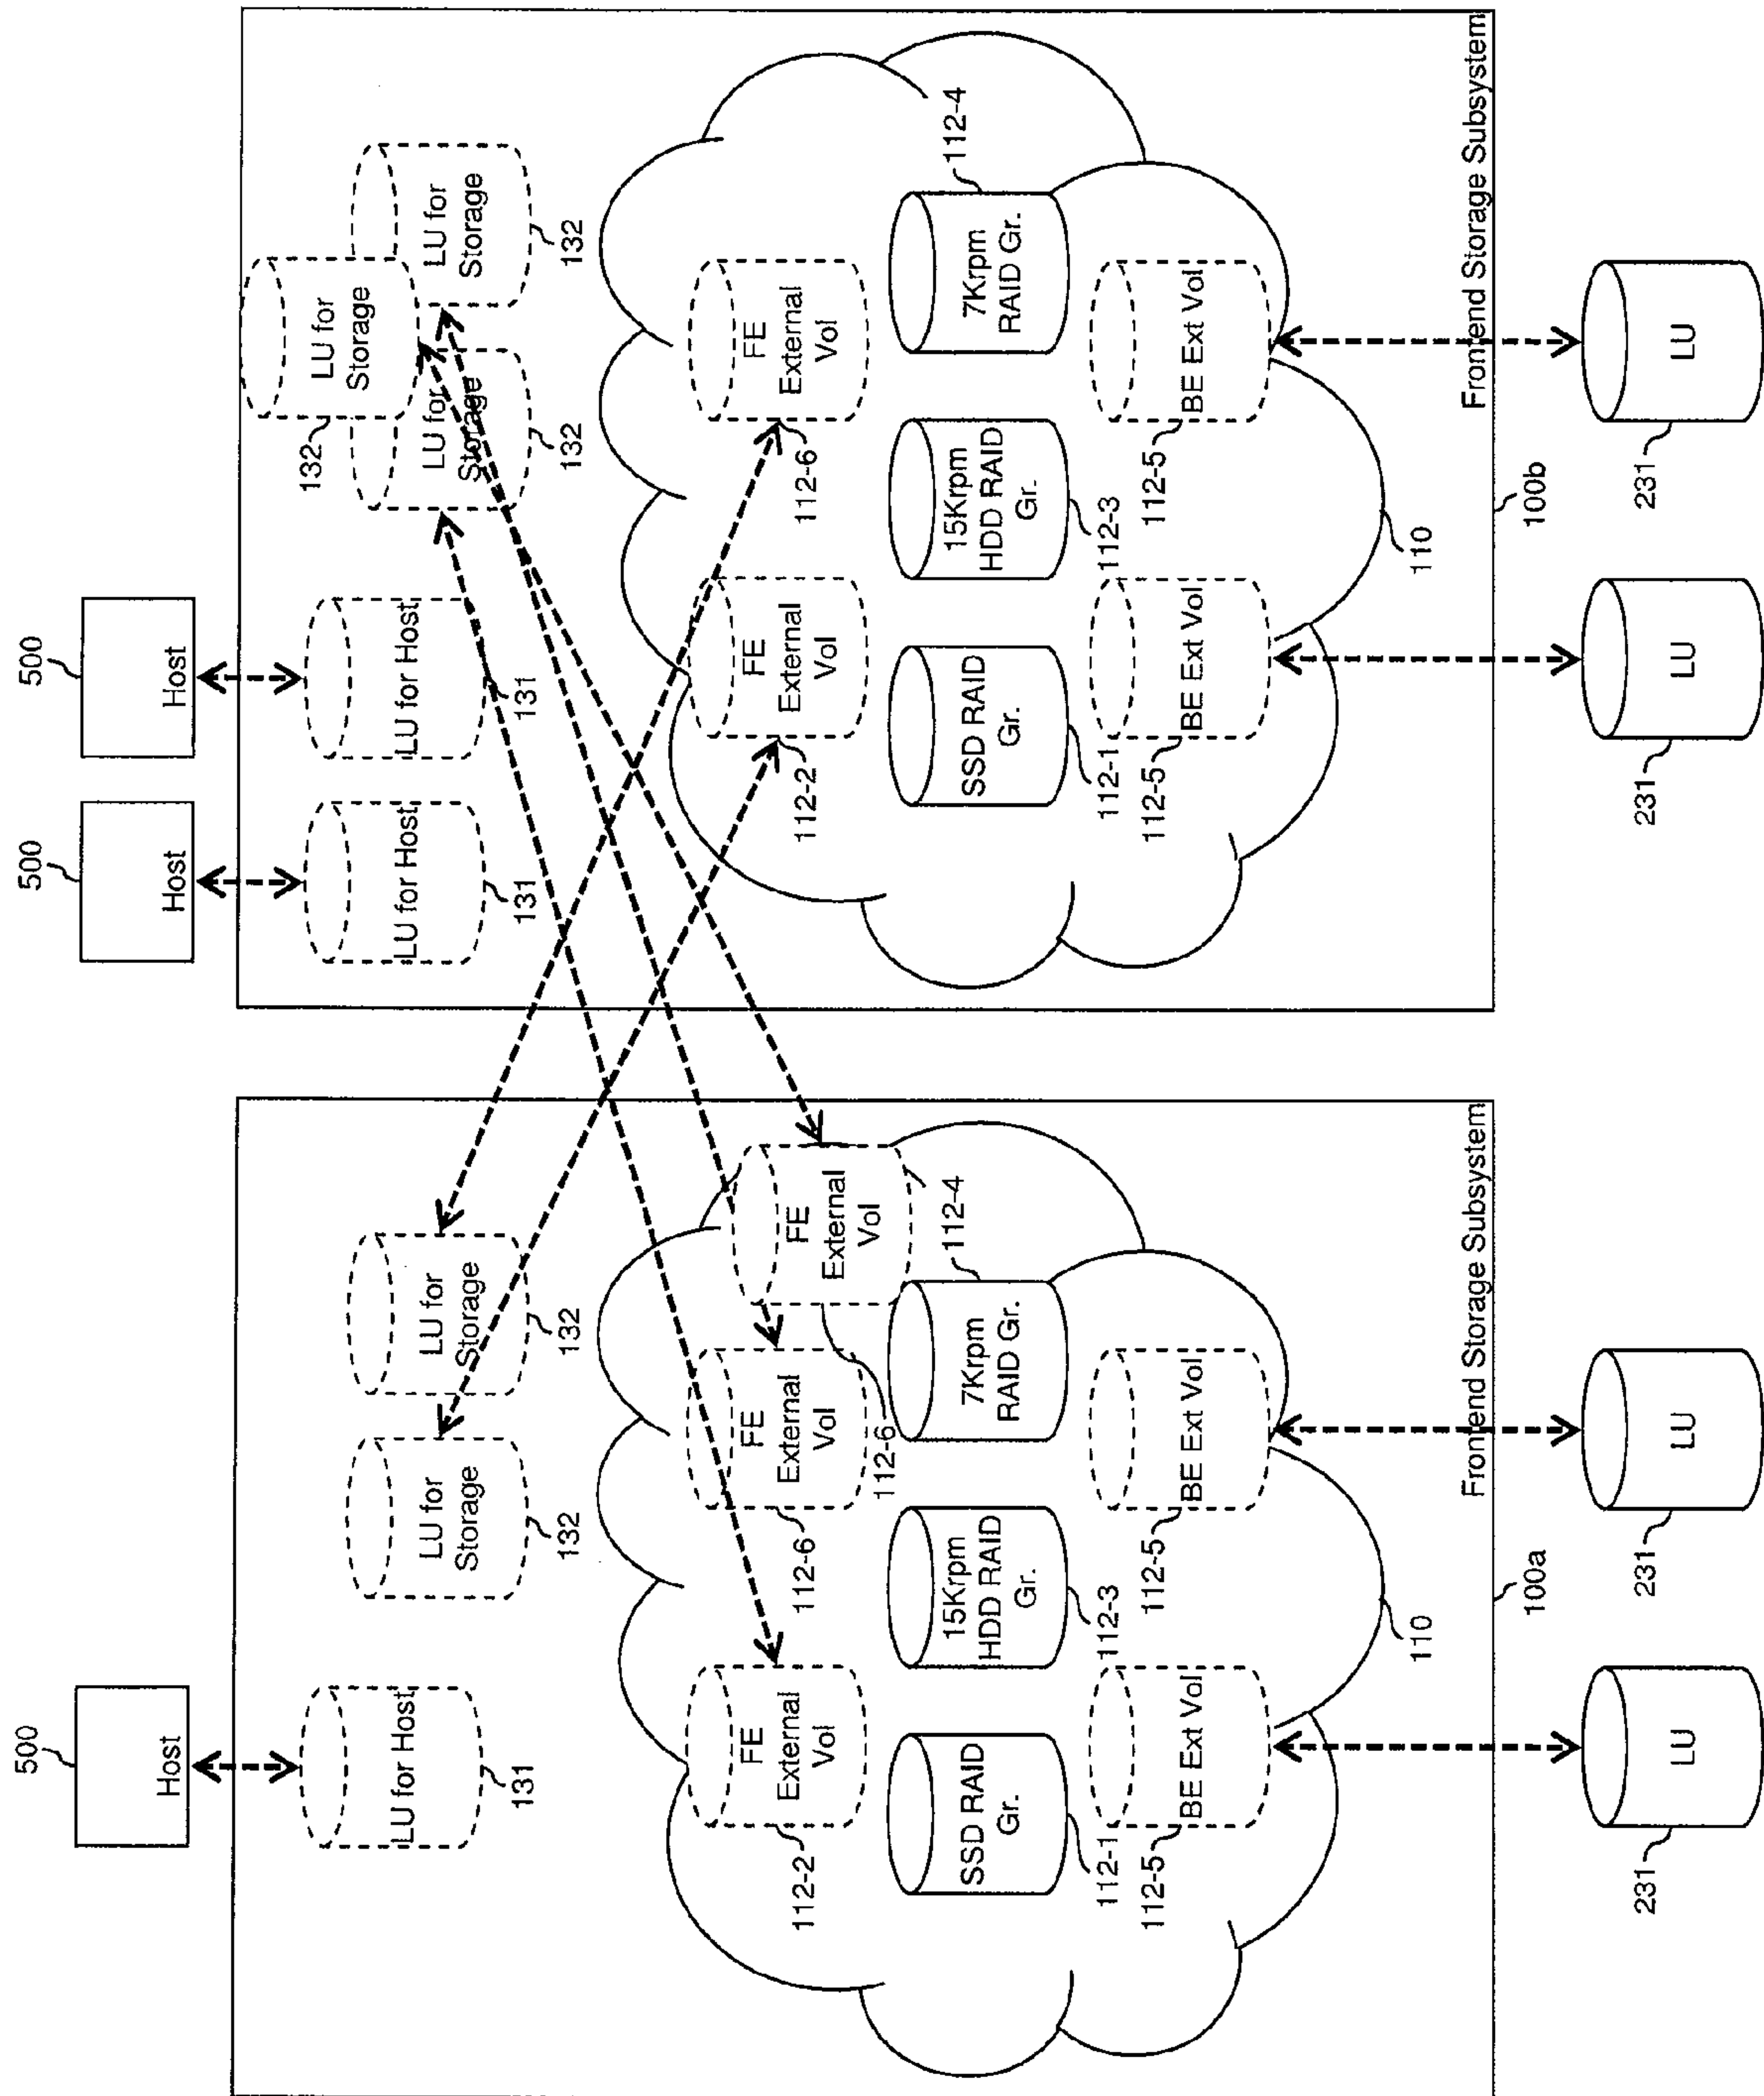 500
Host
LU for Host
131
LU for
Storage
132
LU for
Storage
132
FE
External
Vol
112-2
FE
External
Vol
112-6
FE
External
Vol
112-6
SSD RAID
Gr.
112-1
15Krpm
HDD RAID
Gr.
112-3
7Krpm
RAID Gr.
112-4
BE Ext Vol
112-5
BE Ext Vol
112-5
110
Frontend Storage Subsystem
100a
LU
231
LU
231
500
Host
500
Host
LU for Host
131
LU for Host
131
LU for
Storage
132
LU for
Storage
132
LU for
Storage
132
FE
External
Vol
112-2
FE
External
Vol
112-6
SSD RAID
Gr.
112-1
15Krpm
HDD RAID
Gr.
112-3
7Krpm
RAID Gr.
112-4
BE Ext Vol
112-5
BE Ext Vol
112-5
110
Frontend Storage Subsystem
100b
LU
231
LU
231